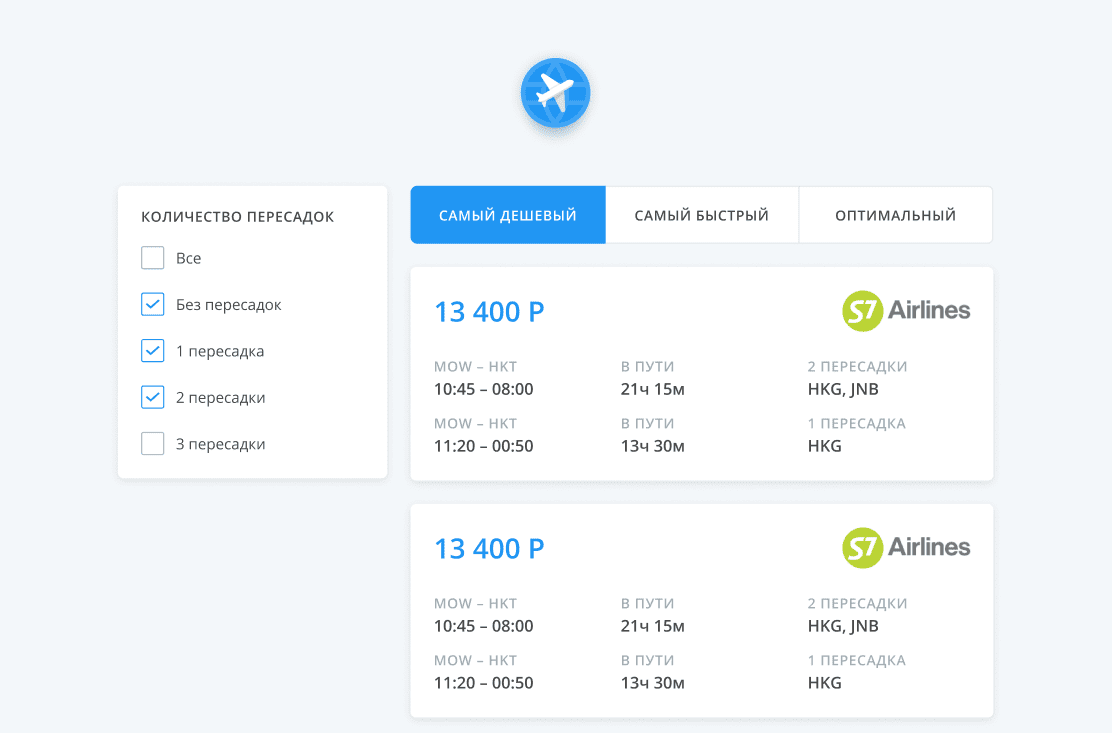 КОЛИЧЕСТВО ПЕРЕСАДОК
Все
Без пересадок
1 пересадка
2 пересадки
3 пересадки
САМЫЙ ДЕШЕВЫЙ САМЫЙ БЫСТРЫЙ ОПТИМАЛЬНЫЙ
13 400 Р S7 Airlines
MOW – HKT В ПУТИ 2 ПЕРЕСАДКИ
10:45 – 08:00 21ч 15м HKG, JNB
MOW – HKT В ПУТИ 1 ПЕРЕСАДКА
11:20 – 00:50 13ч 30м HKG
13 400 Р S7 Airlines
MOW – HKT В ПУТИ 2 ПЕРЕСАДКИ
10:45 – 08:00 21ч 15м HKG, JNB
MOW – HKT В ПУТИ 1 ПЕРЕСАДКА
11:20 – 00:50 13ч 30м HKG